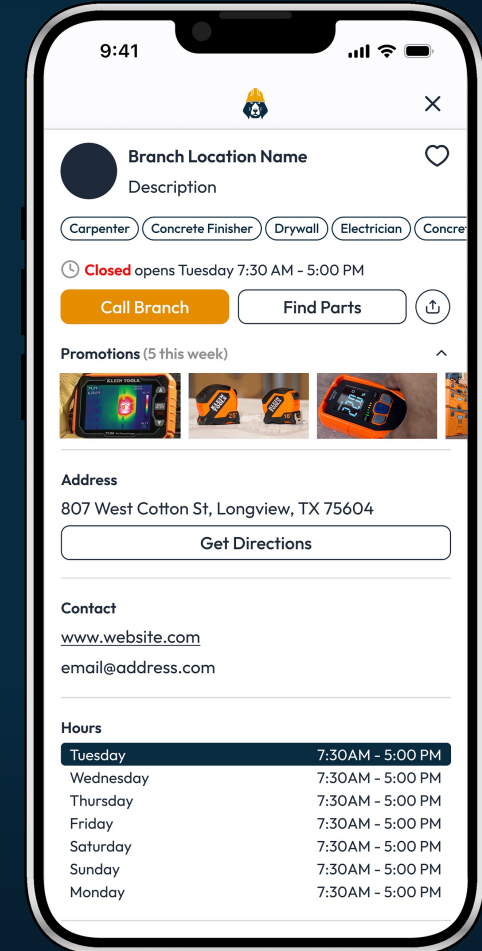 9:41
Branch Location Name
Description
Carpenter Concrete Finisher Drywall Electrician Concre
Closed opens Tuesday 7:30 AM - 5:00 PM
Call Branch Find Parts
Promotions (5 this week)
KLEIN TOOLS
25' 16'
Address
807 West Cotton St, Longview, TX 75604
Get Directions
Contact
www.website.com
email@address.com
Hours
Tuesday 7:30AM - 5:00 PM
Wednesday 7:30AM - 5:00 PM
Thursday 7:30AM - 5:00 PM
Friday 7:30AM - 5:00 PM
Saturday 7:30AM - 5:00 PM
Sunday 7:30AM - 5:00 PM
Monday 7:30AM - 5:00 PM